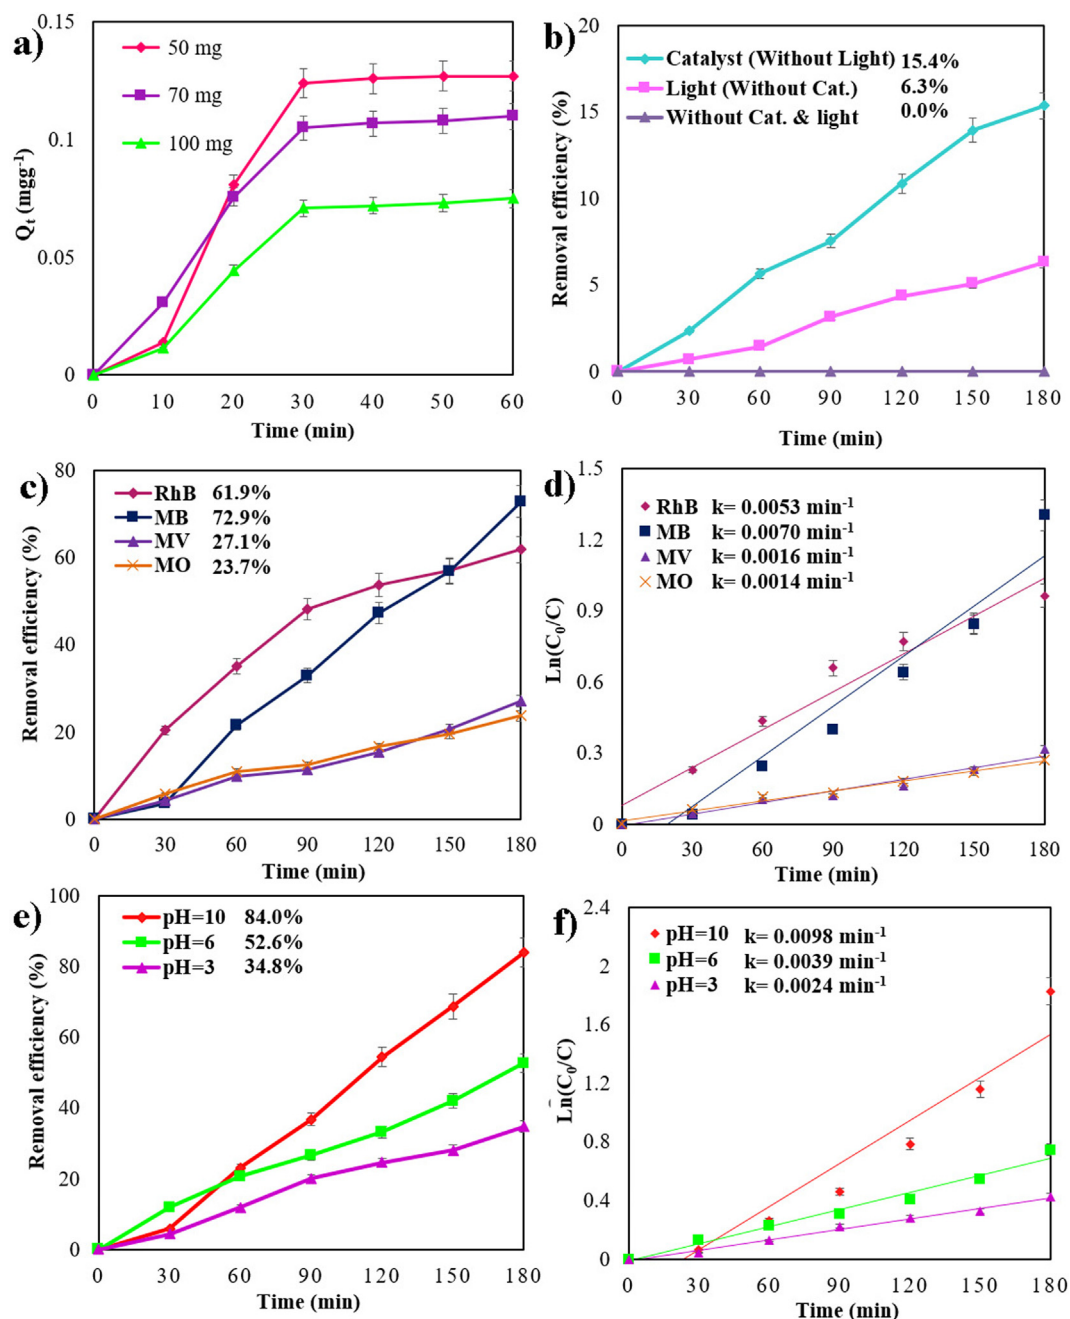 a)
0.15
0.1
0.05
0
Qt (mgg-1)
50 mg
70 mg
100 mg
0 10 20 30 40 50 60
Time (min)
b)
20
15
10
5
0
Removal efficiency (%)
Catalyst (Without Light) 15.4%
Light (Without Cat.) 6.3%
Without Cat. & light 0.0%
0 30 60 90 120 150 180
Time (min)
c)
80
60
40
20
0
Removal efficiency (%)
RhB 61.9%
MB 72.9%
MV 27.1%
MO 23.7%
0 30 60 90 120 150 180
Time (min)
d)
1.5
1.2
0.9
0.6
0.3
0
Ln(C0/C)
RhB k= 0.0053 min-1
MB k= 0.0070 min-1
MV k= 0.0016 min-1
MO k= 0.0014 min-1
0 30 60 90 120 150 180
Time (min)
e)
100
80
60
40
20
0
Removal efficiency (%)
pH=10 84.0%
pH=6 52.6%
pH=3 34.8%
0 30 60 90 120 150 180
Time (min)
f)
2.4
2
1.6
1.2
0.8
0.4
0
Ln(C0/C)
pH=10 k= 0.0098 min-1
pH=6 k= 0.0039 min-1
pH=3 k= 0.0024 min-1
0 30 60 90 120 150 180
Time (min)